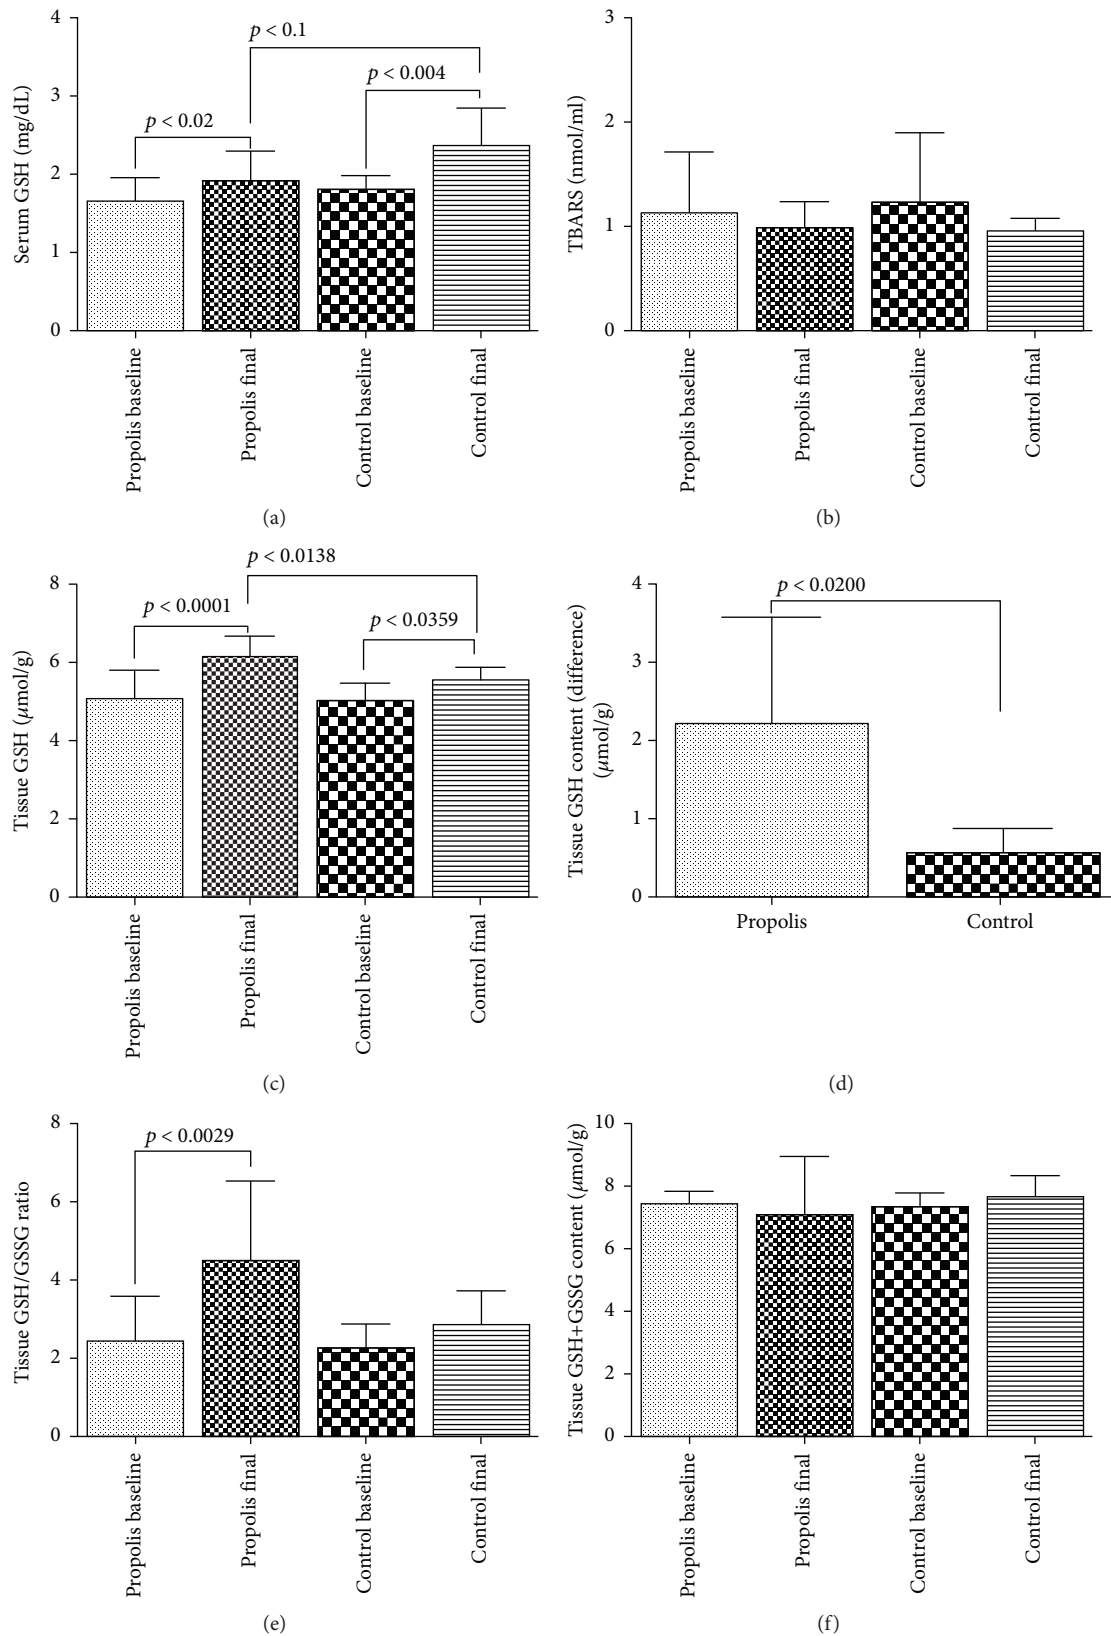 Serum GSH (mg/dL)
4
3
2
1
0
p < 0.1
p < 0.004
p < 0.02
Propolis baseline
Propolis final
Control baseline
Control final
(a)
TBARS (nmol/ml)
3
2
1
0
Propolis baseline
Propolis final
Control baseline
Control final
(b)
Tissue GSH (μmol/g)
8
6
4
2
0
p < 0.0138
p < 0.0001
p < 0.0359
Propolis baseline
Propolis final
Control baseline
Control final
(c)
Tissue GSH content (difference)
(μmol/g)
4
3
2
1
0
p < 0.0200
Propolis
Control
(d)
Tissue GSH/GSSG ratio
8
6
4
2
0
p < 0.0029
Propolis baseline
Propolis final
Control baseline
Control final
(e)
Tissue GSH+GSSG content (μmol/g)
10
8
6
4
2
0
Propolis baseline
Propolis final
Control baseline
Control final
(f)